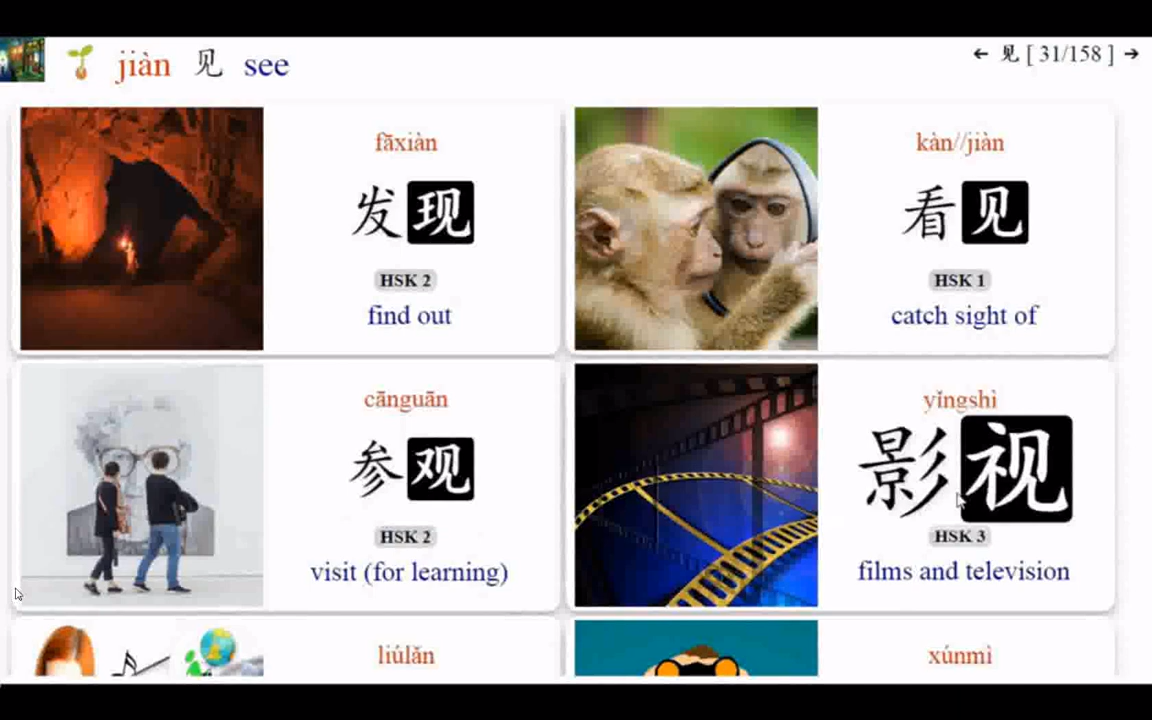 jiàn 见 see
← 见 [ 31/158 ] →
fāxiàn
发现
HSK 2
find out
kàn//jiàn
看见
HSK 1
catch sight of
cānguān
参观
HSK 2
visit (for learning)
yǐngshì
影视
HSK 3
films and television
liúlǎn
xúnmì